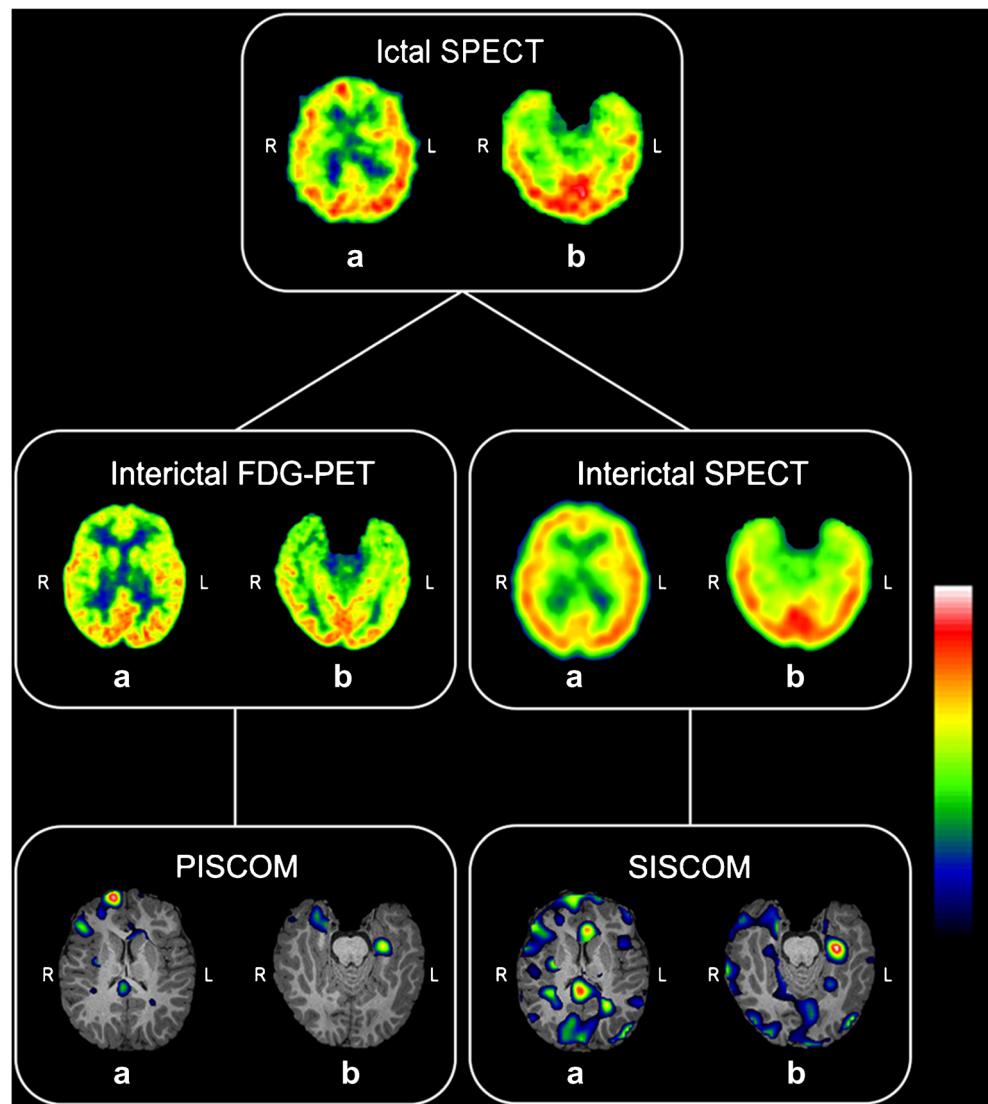 Ictal SPECT
R L R L
a b
Interictal FDG-PET
R L R L
a b
Interictal SPECT
R L R L
a b
PISCOM
R L R L
a b
SISCOM
R L R L
a b